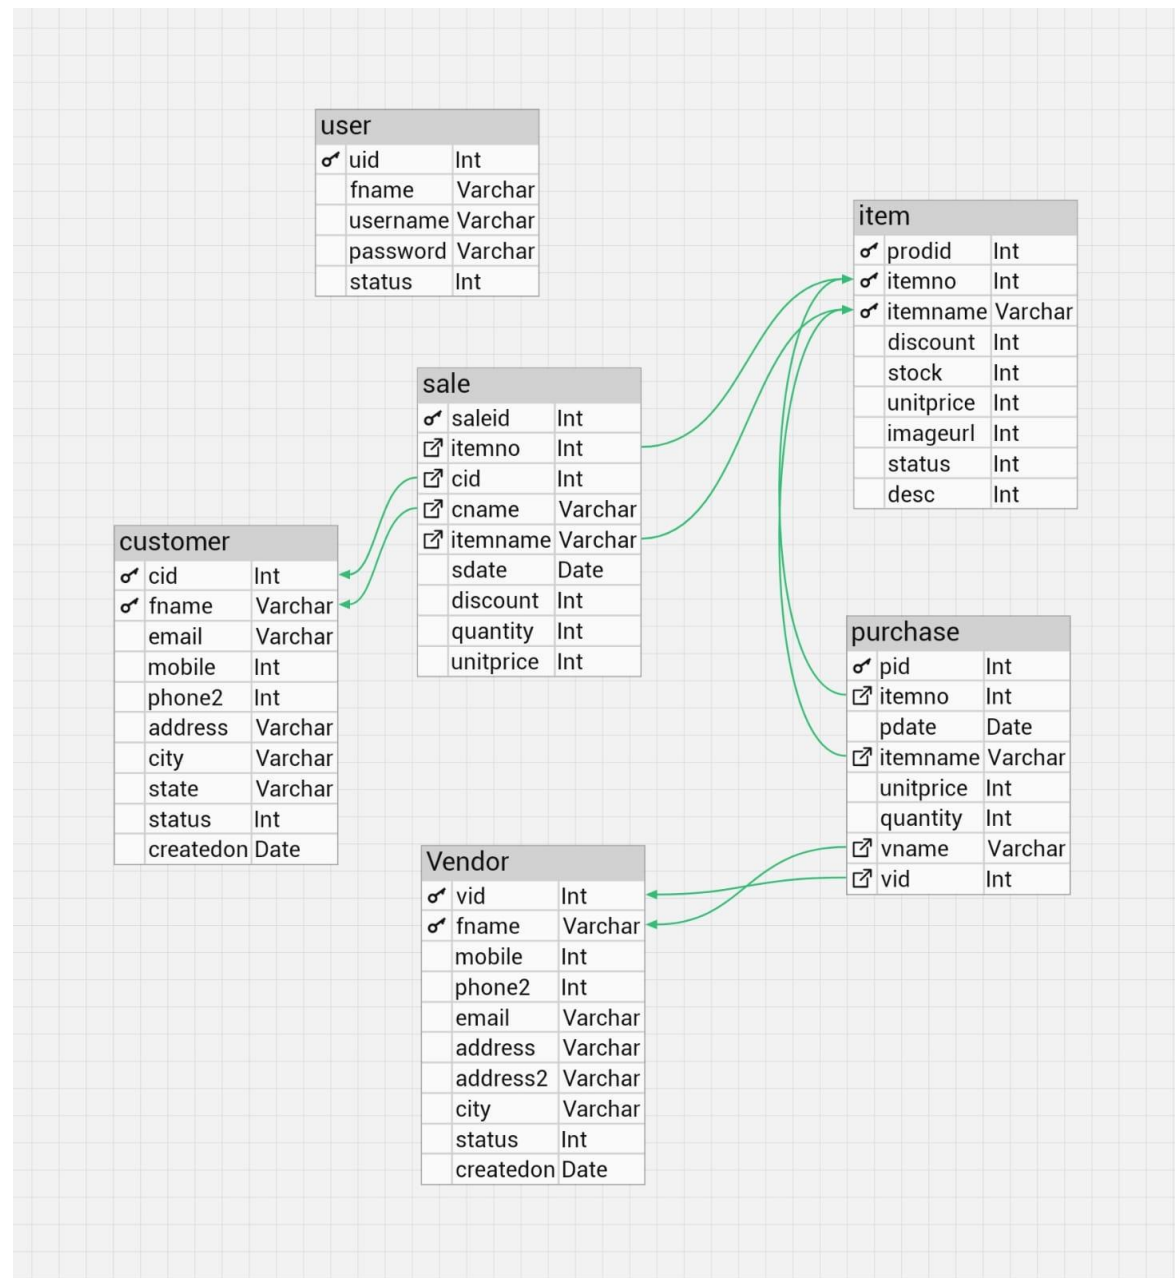 user
uid Int
fname Varchar
username Varchar
password Varchar
status Int
item
prodid Int
itemno Int
itemname Varchar
discount Int
stock Int
unitprice Int
imageurl Int
status Int
desc Int
sale
saleid Int
itemno Int
cid Int
cname Varchar
itemname Varchar
sdate Date
discount Int
quantity Int
unitprice Int
customer
cid Int
fname Varchar
email Varchar
mobile Int
phone2 Int
address Varchar
city Varchar
state Varchar
status Int
createdon Date
purchase
pid Int
itemno Int
pdate Date
itemname Varchar
unitprice Int
quantity Int
vname Varchar
vid Int
Vendor
vid Int
fname Varchar
mobile Int
phone2 Int
email Varchar
address Varchar
address2 Varchar
city Varchar
status Int
createdon Date